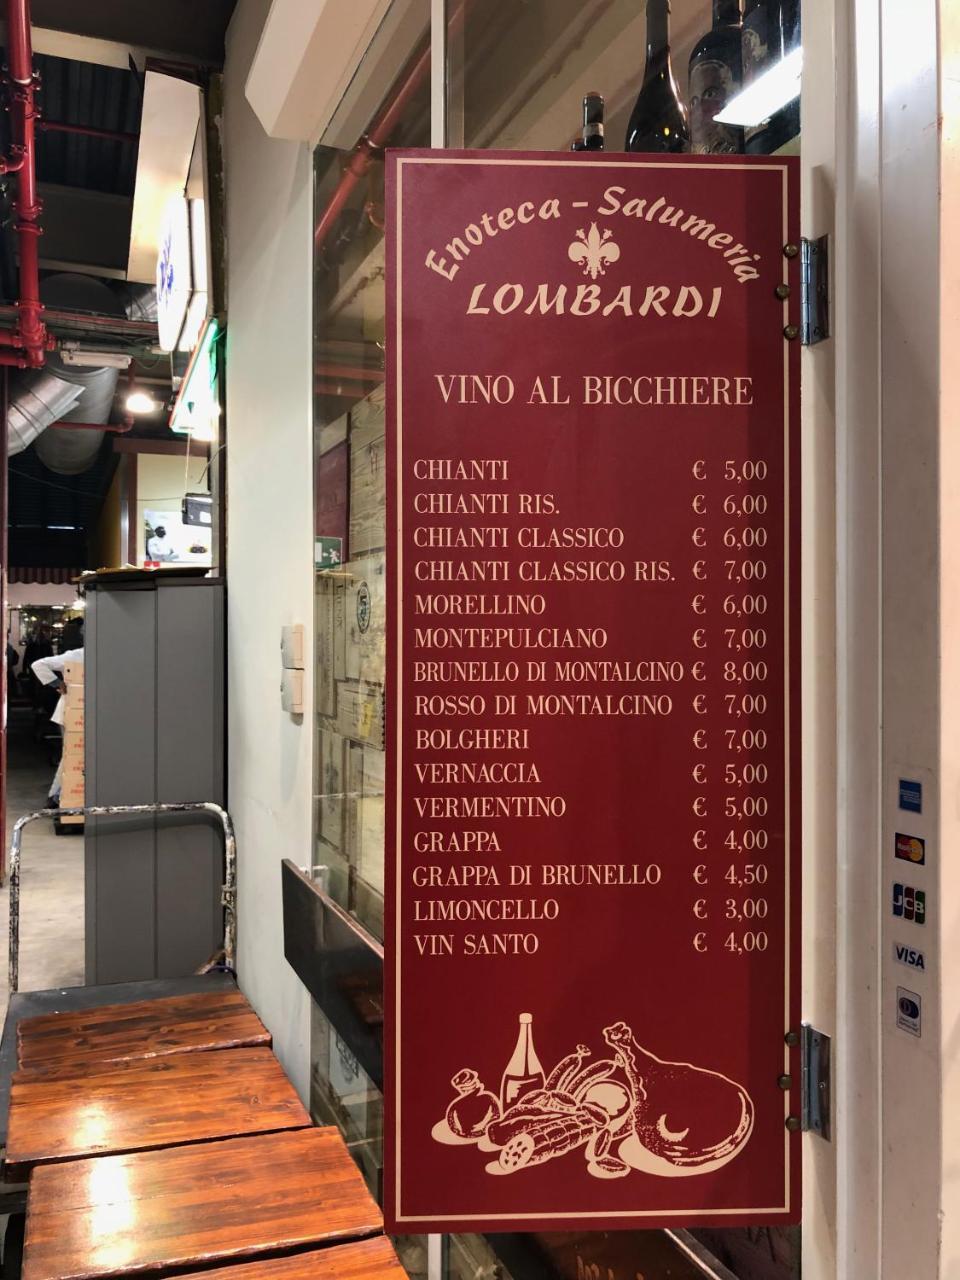 Enoteca - Salumeria
LOMBARDI
VINO AL BICCHIERE
CHIANTI € 5,00
CHIANTI RIS. € 6,00
CHIANTI CLASSICO € 6,00
CHIANTI CLASSICO RIS. € 7,00
MORELLINO € 6,00
MONTEPULCIANO € 7,00
BRUNELLO DI MONTALCINO € 8,00
ROSSO DI MONTALCINO € 7,00
BOLGHERI € 7,00
VERNACCIA € 5,00
VERMENTINO € 5,00
GRAPPA € 4,00
GRAPPA DI BRUNELLO € 4,50
LIMONCELLO € 3,00
VIN SANTO € 4,00
MasterCard
JCB
VISA